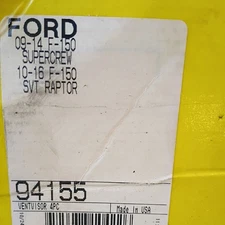 FORD
09-14 F-150
SUPERCREW
10-16 F-150
SVT RAPTOR
94155
VENTVISOR 4PC
Made In USA